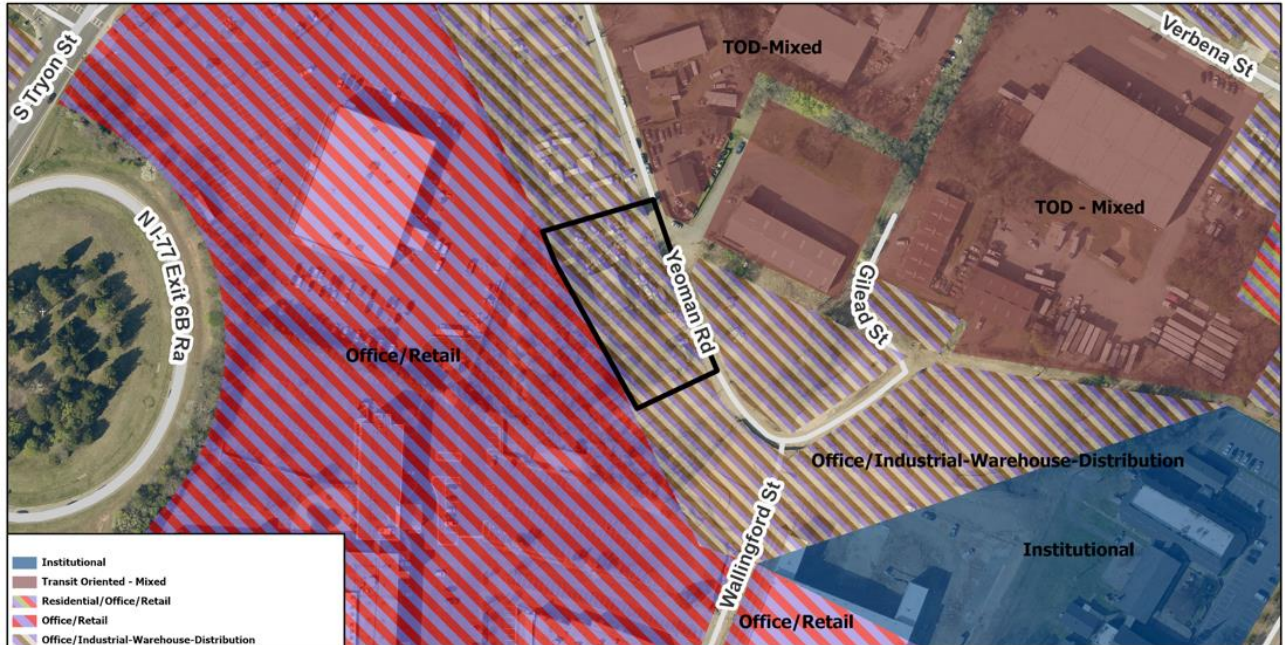 S Tryon St
TOD-Mixed
Verbena St
N I-77 Exit 6B Ra
TOD - Mixed
Yeoman Rd
Gilead St
Office/Retail
Office/Industrial-Warehouse-Distribution
Wallingford St
Institutional
Office/Retail
Institutional
Transit Oriented - Mixed
Residential/Office/Retail
Office/Retail
Office/Industrial-Warehouse-Distribution